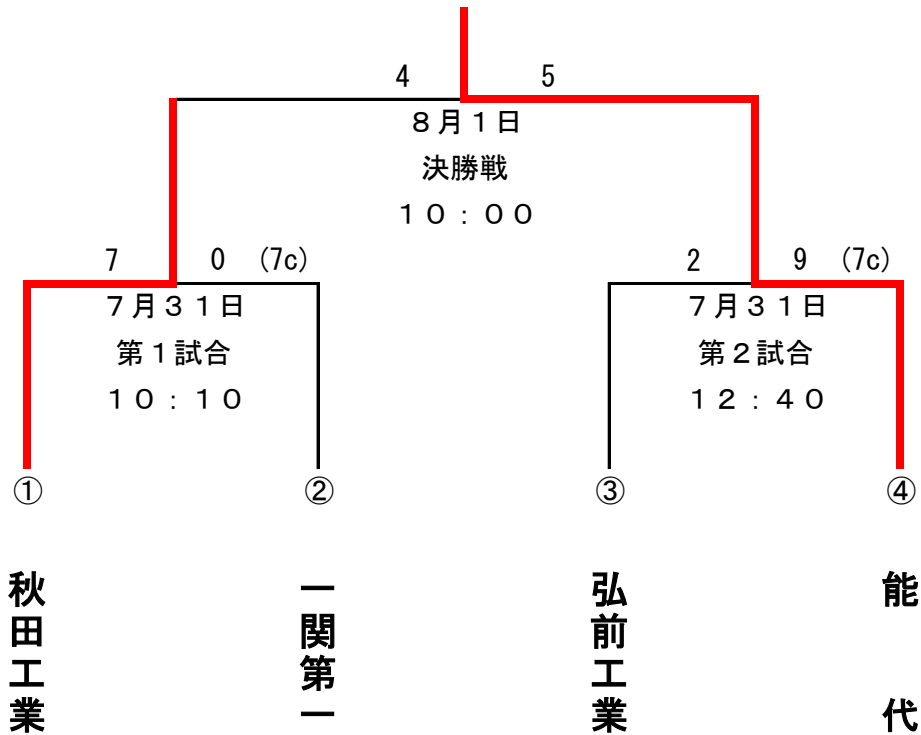 4 5
８月１日
決勝戦
１０：００
7 0 (7c)
７月３１日
第１試合
１０：１０
2 9 (7c)
７月３１日
第２試合
１２：４０
① ② ③ ④
秋田工業
一関第一
弘前工業
能代